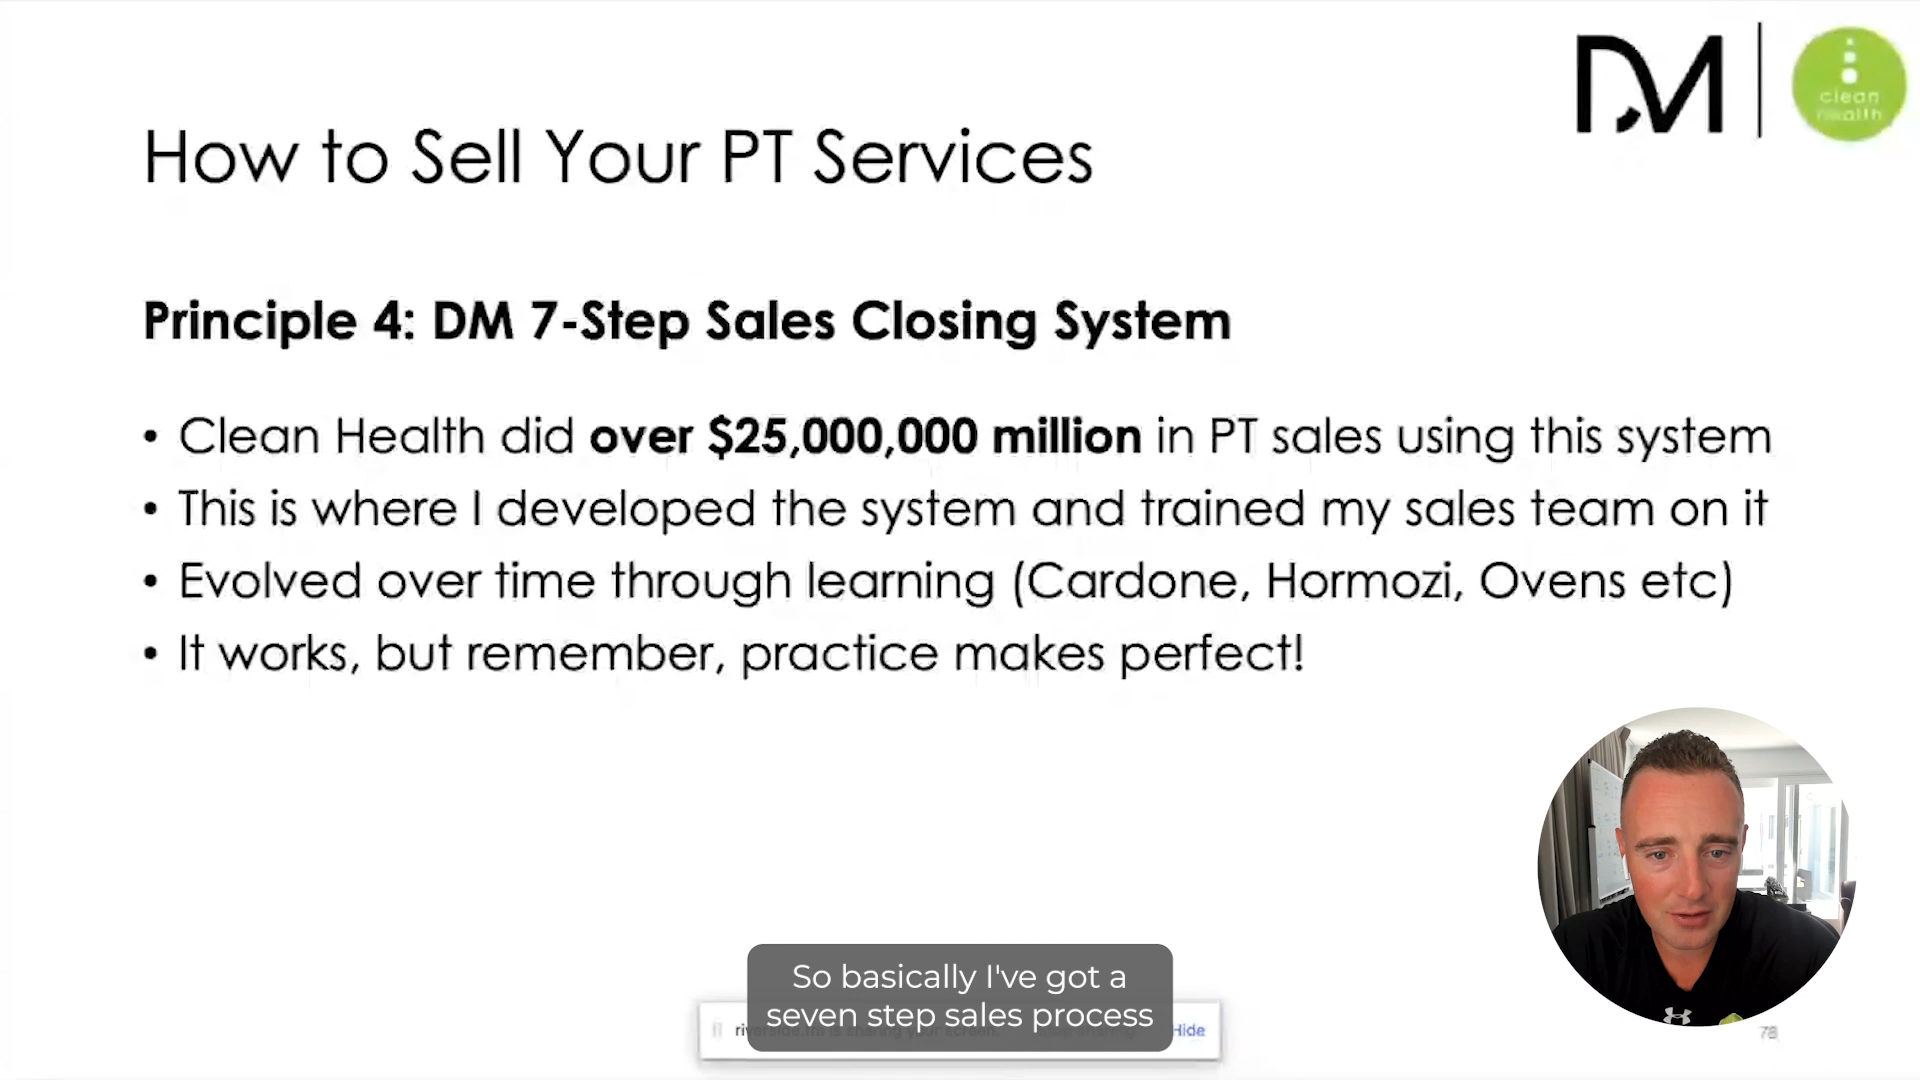 DM
clean
health
How to Sell Your PT Services
Principle 4: DM 7-Step Sales Closing System
• Clean Health did over $25,000,000 million in PT sales using this system
• This is where I developed the system and trained my sales team on it
• Evolved over time through learning (Cardone, Hormozi, Ovens etc)
• It works, but remember, practice makes perfect!
So basically I've got a
seven step sales process
Hide
78